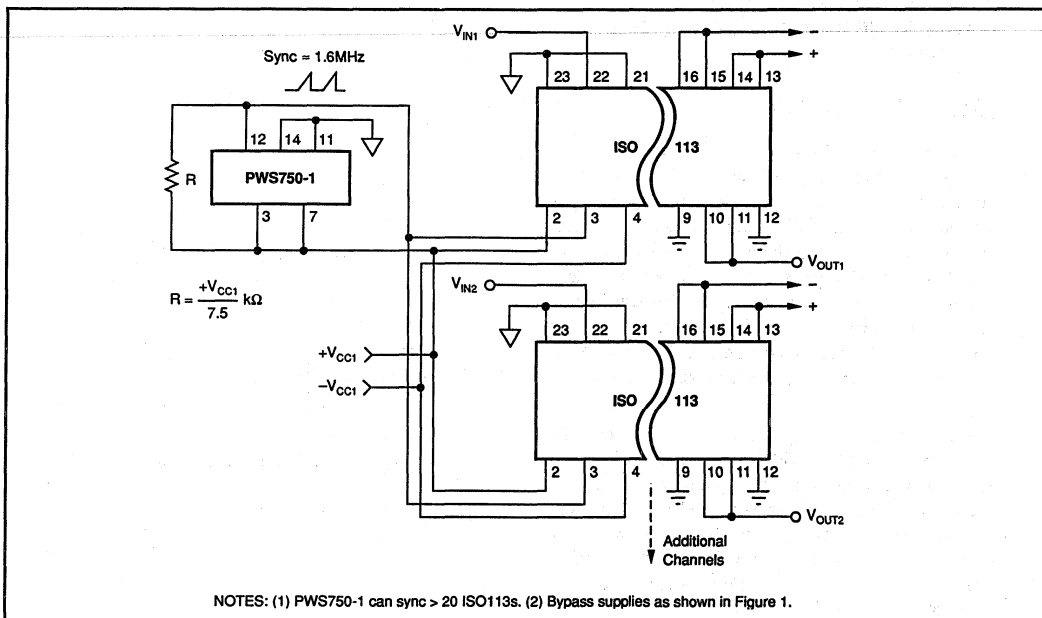 Sync ≈ 1.6MHz
12 14 11
PWS750-1
3 7
R
R = +VCC1 / 7.5 kΩ
+VCC1
–VCC1
VIN1
23 22 21 16 15 14 13
–
+
ISO 113
2 3 4 9 10 11 12
VOUT1
VIN2
23 22 21 16 15 14 13
–
+
ISO 113
2 3 4 9 10 11 12
VOUT2
Additional
Channels
NOTES: (1) PWS750-1 can sync > 20 ISO113s. (2) Bypass supplies as shown in Figure 1.